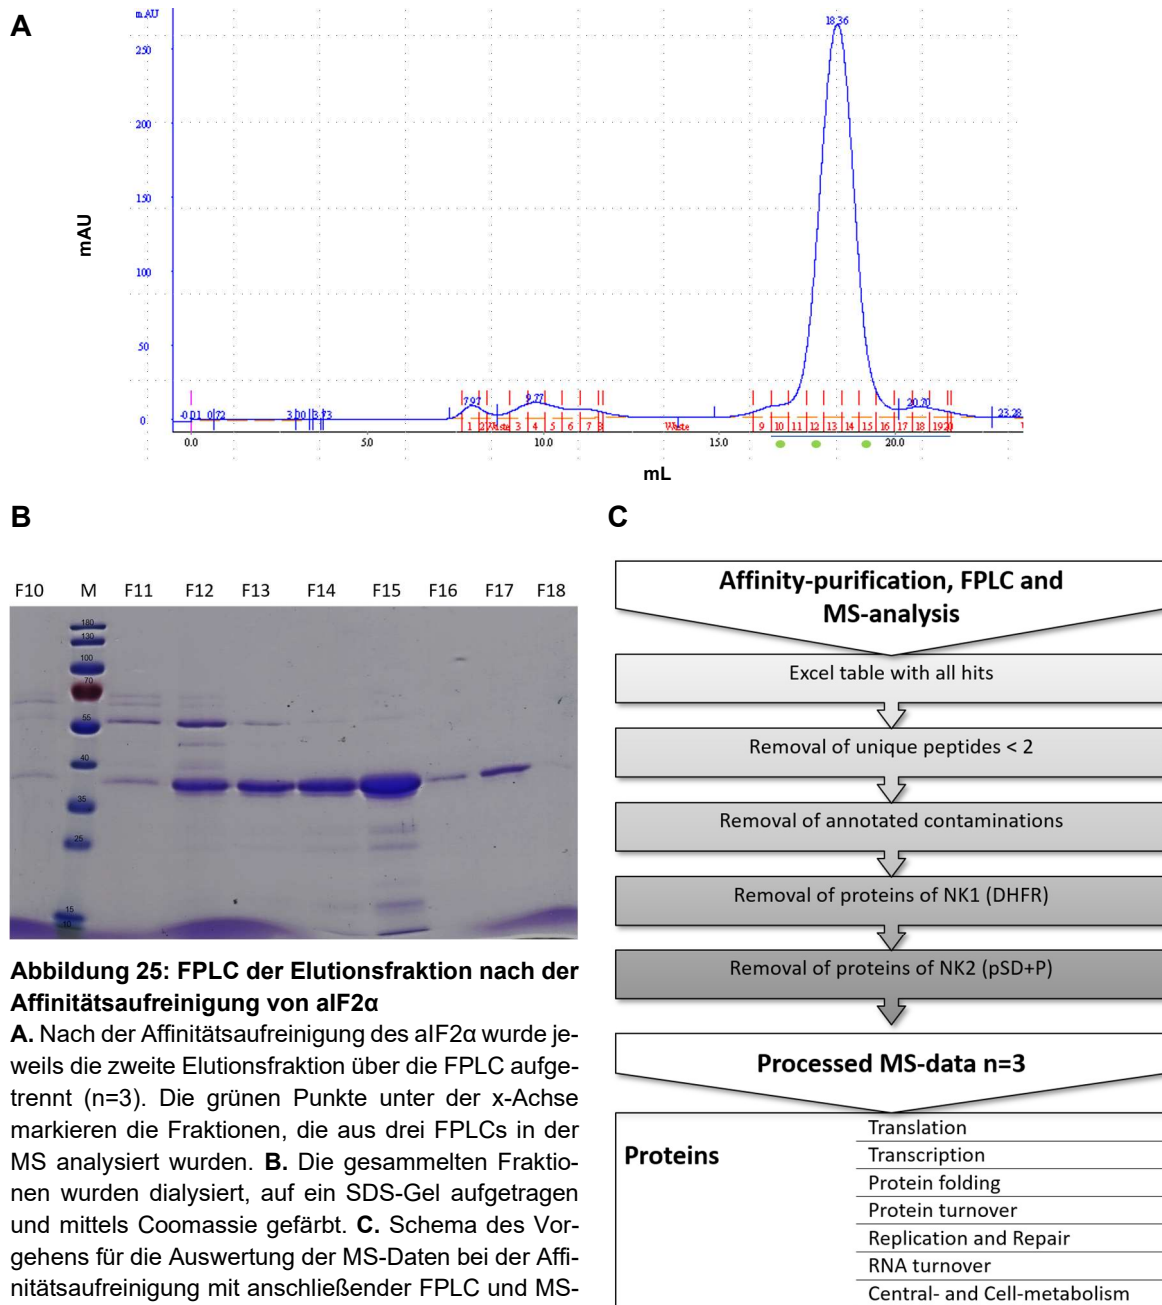 A
m.AU
18.36
250
200
150
100
50
0
mAU
-0.01 0.72 3.00 3.43 7.97 9.77 20.70 23.28
1 2 Waste 3 4 5 6 7 8 Waste 9 10 11 12 13 14 15 16 17 18 19
0.0 5.0 10.0 15.0 20.0
mL
B
F10 M F11 F12 F13 F14 F15 F16 F17 F18
180
130
100
70
55
40
35
25
15
10
Abbildung 25: FPLC der Elutionsfraktion nach der
Affinitätsaufreinigung von aIF2α
A. Nach der Affinitätsaufreinigung des aIF2α wurde je-
weils die zweite Elutionsfraktion über die FPLC aufge-
trennt (n=3). Die grünen Punkte unter der x-Achse
markieren die Fraktionen, die aus drei FPLCs in der
MS analysiert wurden. B. Die gesammelten Fraktio-
nen wurden dialysiert, auf ein SDS-Gel aufgetragen
und mittels Coomassie gefärbt. C. Schema des Vor-
gehens für die Auswertung der MS-Daten bei der Affi-
nitätsaufreinigung mit anschließender FPLC und MS-
C
Affinity-purification, FPLC and
MS-analysis
Excel table with all hits
Removal of unique peptides < 2
Removal of annotated contaminations
Removal of proteins of NK1 (DHFR)
Removal of proteins of NK2 (pSD+P)
Processed MS-data n=3
Proteins
Translation
Transcription
Protein folding
Protein turnover
Replication and Repair
RNA turnover
Central- and Cell-metabolism